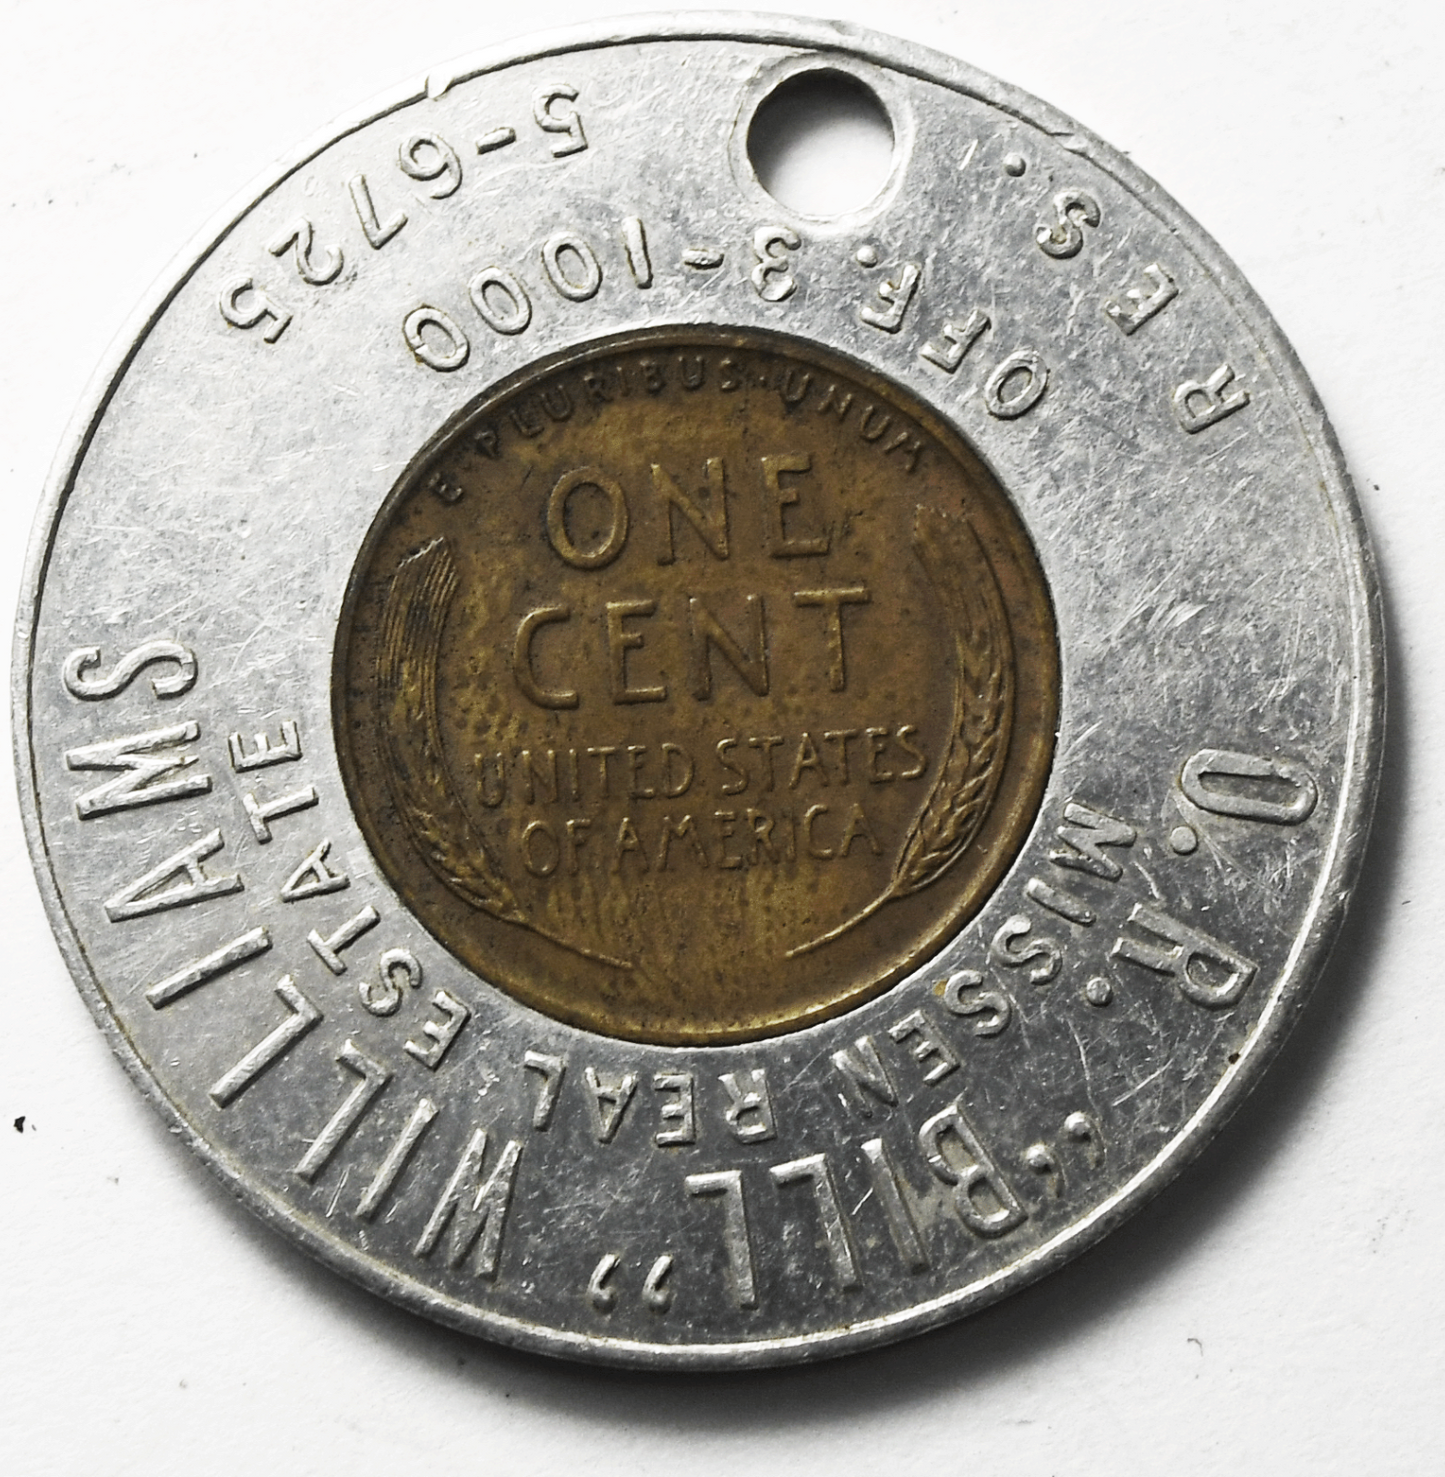 O. R. "BILL" WILLIAMS
MISSEN REAL ESTATE
OFF. 3-1000
RES. 5-6725
E·PLURIBUS·UNUM
ONE
CENT
UNITED STATES
OF AMERICA